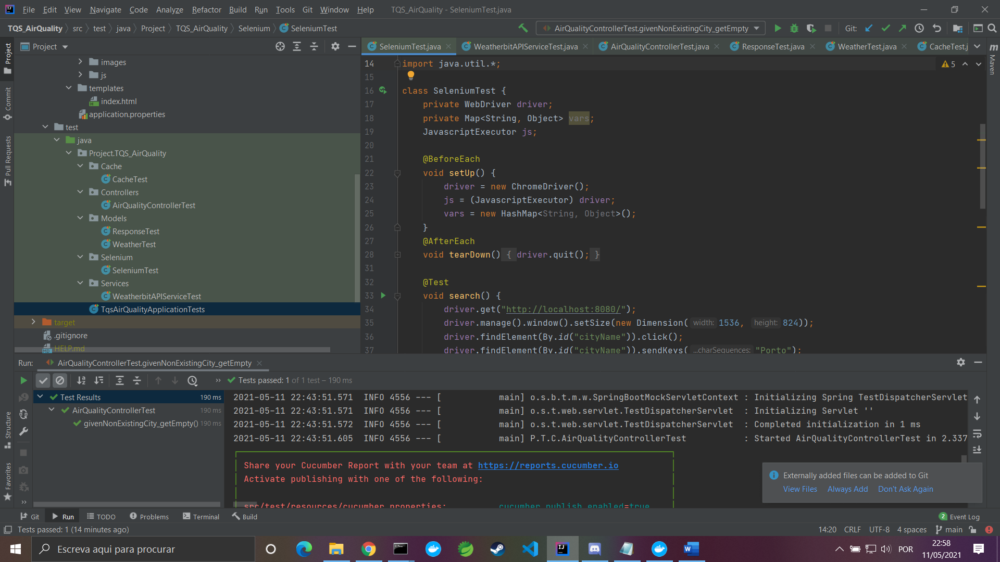 File Edit View Navigate Code Analyze Refactor Build Run Tools Git Window Help TQS_AirQuality - SeleniumTest.java
TQS_AirQuality src test java Project TQS_AirQuality Selenium SeleniumTest
AirQualityControllerTest.givenNonExistingCity_getEmpty Git:
Project
SeleniumTest.java WeatherbitAPIServiceTest.java AirQualityControllerTest.java ResponseTest.java WeatherTest.java CacheTest.j
Project
Commit
Pull Requests
Structure
Favorites
Maven
images
js
templates
index.html
application.properties
test
java
Project.TQS_AirQuality
Cache
CacheTest
Controllers
AirQualityControllerTest
Models
ResponseTest
WeatherTest
Selenium
SeleniumTest
Services
WeatherbitAPIServiceTest
TqsAirQualityApplicationTests
target
.gitignore
HELP.md
5
14 import java.util.*;
15
16 class SeleniumTest {
17 private WebDriver driver;
18 private Map<String, Object> vars;
19 JavascriptExecutor js;
20
21 @BeforeEach
22 void setUp() {
23 driver = new ChromeDriver();
24 js = (JavascriptExecutor) driver;
25 vars = new HashMap<String, Object>();
26 }
27 @AfterEach
28 void tearDown() { driver.quit(); }
31
32 @Test
33 void search() {
34 driver.get("http://localhost:8080/");
35 driver.manage().window().setSize(new Dimension( width: 1536, height: 824));
36 driver.findElement(By.id("cityName")).click();
37 driver.findElement(By.id("cityName")).sendKeys( ...charSequences: "Porto");
Run: AirQualityControllerTest.givenNonExistingCity_getEmpty
Tests passed: 1 of 1 test – 190 ms
Test Results 190 ms
AirQualityControllerTest 190 ms
givenNonExistingCity_getEmpty() 190 ms
2021-05-11 22:43:51.571 INFO 4556 --- [ main] o.s.b.t.m.w.SpringBootMockServletContext : Initializing Spring TestDispatcherServlet
2021-05-11 22:43:51.571 INFO 4556 --- [ main] o.s.t.web.servlet.TestDispatcherServlet : Initializing Servlet ''
2021-05-11 22:43:51.572 INFO 4556 --- [ main] o.s.t.web.servlet.TestDispatcherServlet : Completed initialization in 1 ms
2021-05-11 22:43:51.605 INFO 4556 --- [ main] P.T.C.AirQualityControllerTest : Started AirQualityControllerTest in 2.337
Share your Cucumber Report with your team at https://reports.cucumber.io
Activate publishing with one of the following:
src/test/resources/cucumber.properties: cucumber.publish.enabled=true
Externally added files can be added to Git
View Files Always Add Don't Ask Again
Git Run TODO Problems Terminal Build 2 Event Log
Tests passed: 1 (14 minutes ago) 14:20 CRLF UTF-8 4 spaces main
Escreva aqui para procurar
POR
22:58
11/05/2021